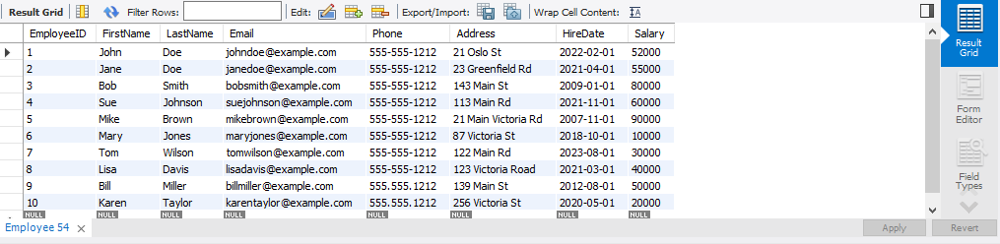 Result Grid Filter Rows: Edit: Export/Import: Wrap Cell Content: IA
EmployeeID FirstName LastName Email Phone Address HireDate Salary
1 John Doe johndoe@example.com 555-555-1212 21 Oslo St 2022-02-01 52000
2 Jane Doe janedoe@example.com 555-555-1212 23 Greenfield Rd 2021-04-01 55000
3 Bob Smith bobsmith@example.com 555-555-1212 143 Main St 2009-01-01 80000
4 Sue Johnson suejohnson@example.com 555-555-1212 113 Main Rd 2021-11-01 60000
5 Mike Brown mikebrown@example.com 555-555-1212 21 Main Victoria Rd 2007-11-01 90000
6 Mary Jones maryjones@example.com 555-555-1212 87 Victoria St 2018-10-01 10000
7 Tom Wilson tomwilson@example.com 555-555-1212 122 Main Rd 2023-08-01 30000
8 Lisa Davis lisadavis@example.com 555-555-1212 123 Victoria Road 2021-03-01 40000
9 Bill Miller billmiller@example.com 555.555.1212 139 Main St 2012-08-01 50000
10 Karen Taylor karentaylor@example.com 555.555.1212 256 Victoria St 2020-05-01 20000
NULL NULL NULL NULL NULL NULL NULL NULL
Employee 54 Apply Revert
Result
Grid
Form
Editor
Field
Types